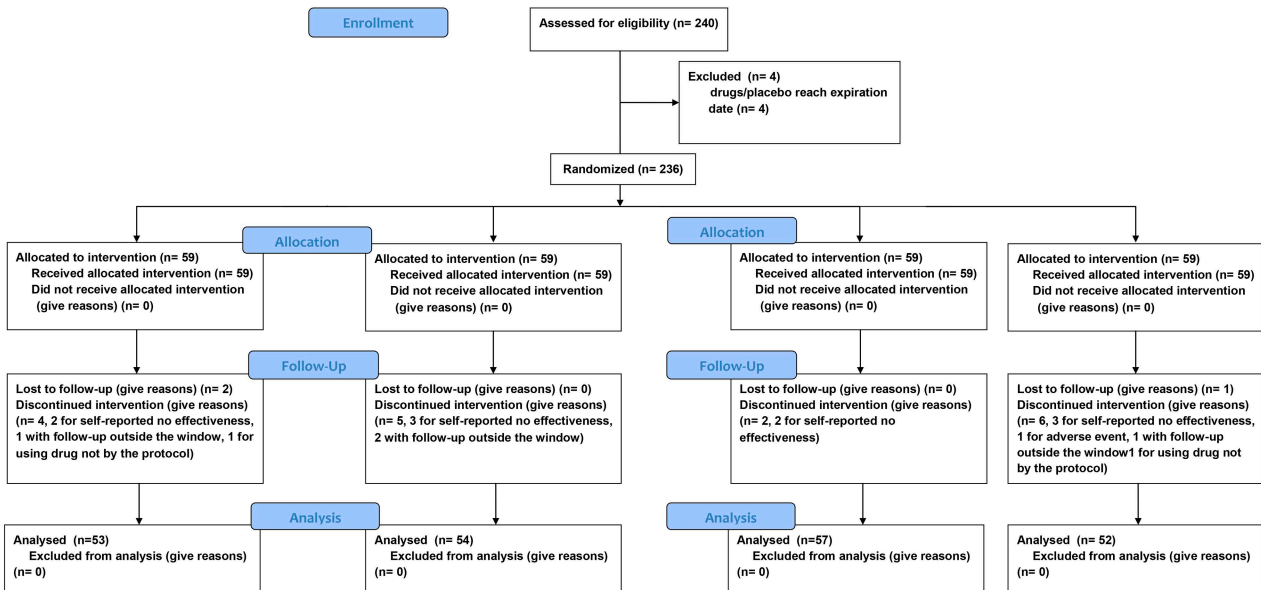 Enrollment
Assessed for eligibility (n= 240)
Excluded (n= 4)
drugs/placebo reach expiration
date (n= 4)
Randomized (n= 236)
Allocation
Allocation
Allocated to intervention (n= 59)
Received allocated intervention (n= 59)
Did not receive allocated intervention
(give reasons) (n= 0)
Allocated to intervention (n= 59)
Received allocated intervention (n= 59)
Did not receive allocated intervention
(give reasons) (n= 0)
Allocated to intervention (n= 59)
Received allocated intervention (n= 59)
Did not receive allocated intervention
(give reasons) (n= 0)
Allocated to intervention (n= 59)
Received allocated intervention (n= 59)
Did not receive allocated intervention
(give reasons) (n= 0)
Follow-Up
Follow-Up
Lost to follow-up (give reasons) (n= 2)
Discontinued intervention (give reasons)
(n= 4, 2 for self-reported no effectiveness,
1 with follow-up outside the window, 1 for
using drug not by the protocol)
Lost to follow-up (give reasons) (n= 0)
Discontinued intervention (give reasons)
(n= 5, 3 for self-reported no effectiveness,
2 with follow-up outside the window)
Lost to follow-up (give reasons) (n= 0)
Discontinued intervention (give reasons)
(n= 2, 2 for self-reported no
effectiveness)
Lost to follow-up (give reasons) (n= 1)
Discontinued intervention (give reasons)
(n= 6, 3 for self-reported no effectiveness,
1 for adverse event, 1 with follow-up
outside the window1 for using drug not
by the protocol)
Analysis
Analysis
Analysed (n=53)
Excluded from analysis (give reasons)
(n= 0)
Analysed (n=54)
Excluded from analysis (give reasons)
(n= 0)
Analysed (n=57)
Excluded from analysis (give reasons)
(n= 0)
Analysed (n=52)
Excluded from analysis (give reasons)
(n= 0)